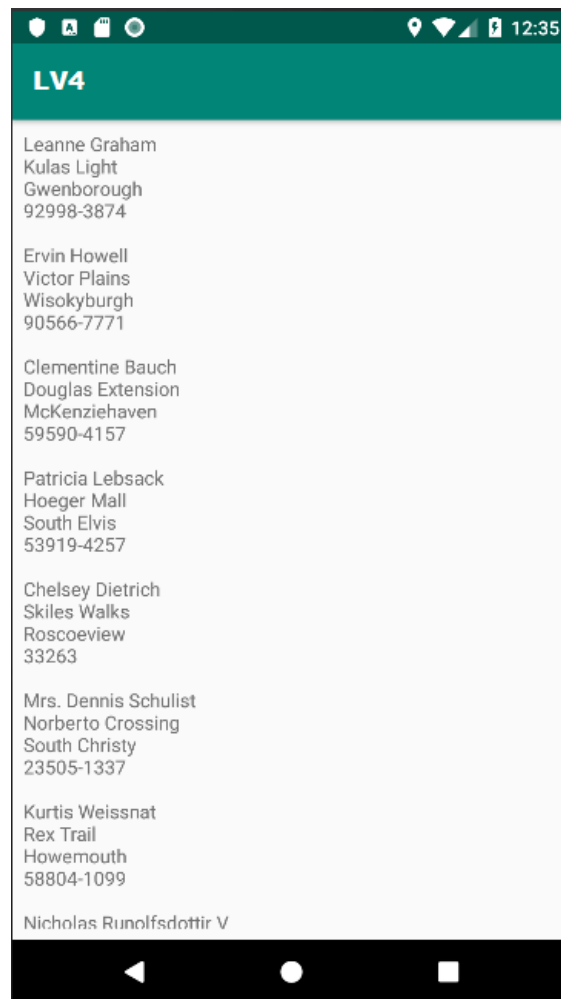 12:35
LV4
Leanne Graham
Kulas Light
Gwenborough
92998-3874
Ervin Howell
Victor Plains
Wisokyburgh
90566-7771
Clementine Bauch
Douglas Extension
McKenziehaven
59590-4157
Patricia Lebsack
Hoeger Mall
South Elvis
53919-4257
Chelsey Dietrich
Skiles Walks
Roscoeview
33263
Mrs. Dennis Schulist
Norberto Crossing
South Christy
23505-1337
Kurtis Weissnat
Rex Trail
Howemouth
58804-1099
Nicholas Runolfsdottir V